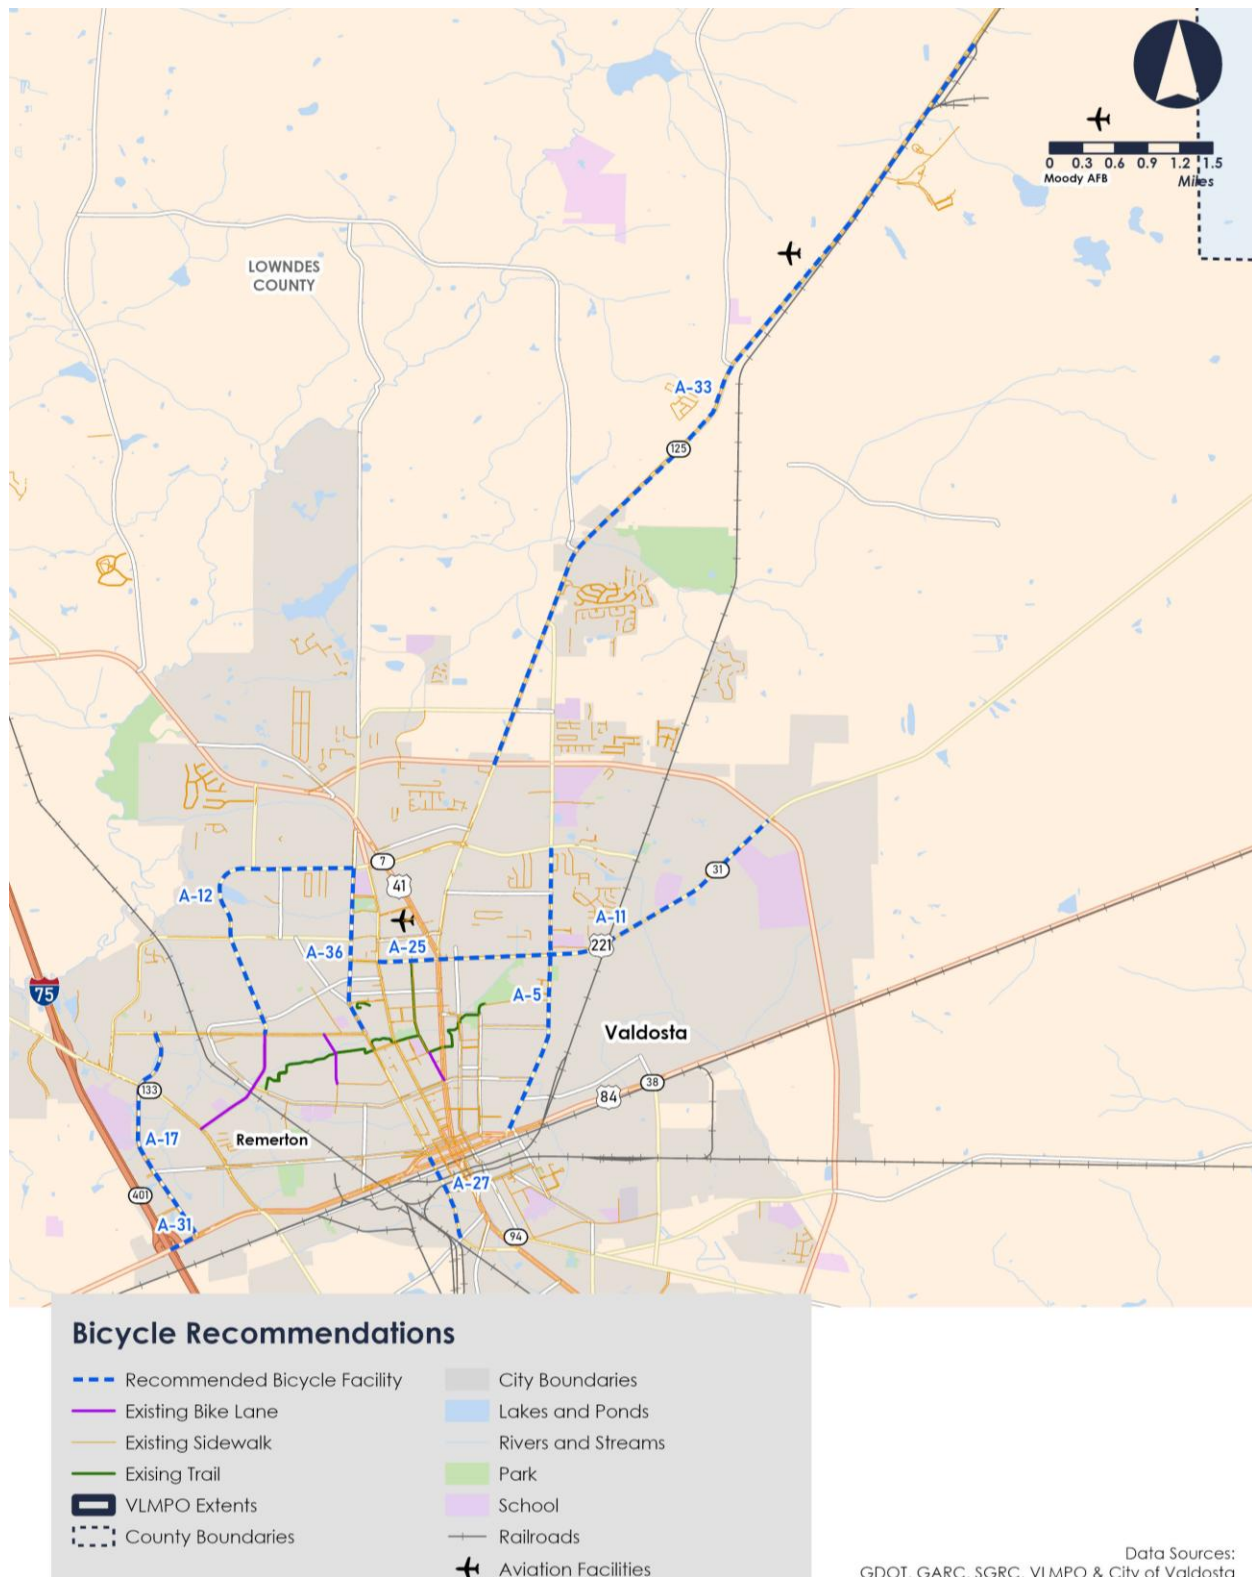 0 0.3 0.6 0.9 1.2 1.5
Moody AFB
Miles
LOWNDES
COUNTY
A-33
125
7
41
31
A-12
A-11
A-36
A-25
221
75
A-5
Valdosta
133
84
38
Remerton
A-17
A-27
401
A-31
94
Bicycle Recommendations
Recommended Bicycle Facility
Existing Bike Lane
Existing Sidewalk
Exising Trail
VLMPO Extents
County Boundaries
City Boundaries
Lakes and Ponds
Rivers and Streams
Park
School
Railroads
Aviation Facilities
Data Sources:
GDOT, GARC, SGRC, VLMPO & City of Valdosta